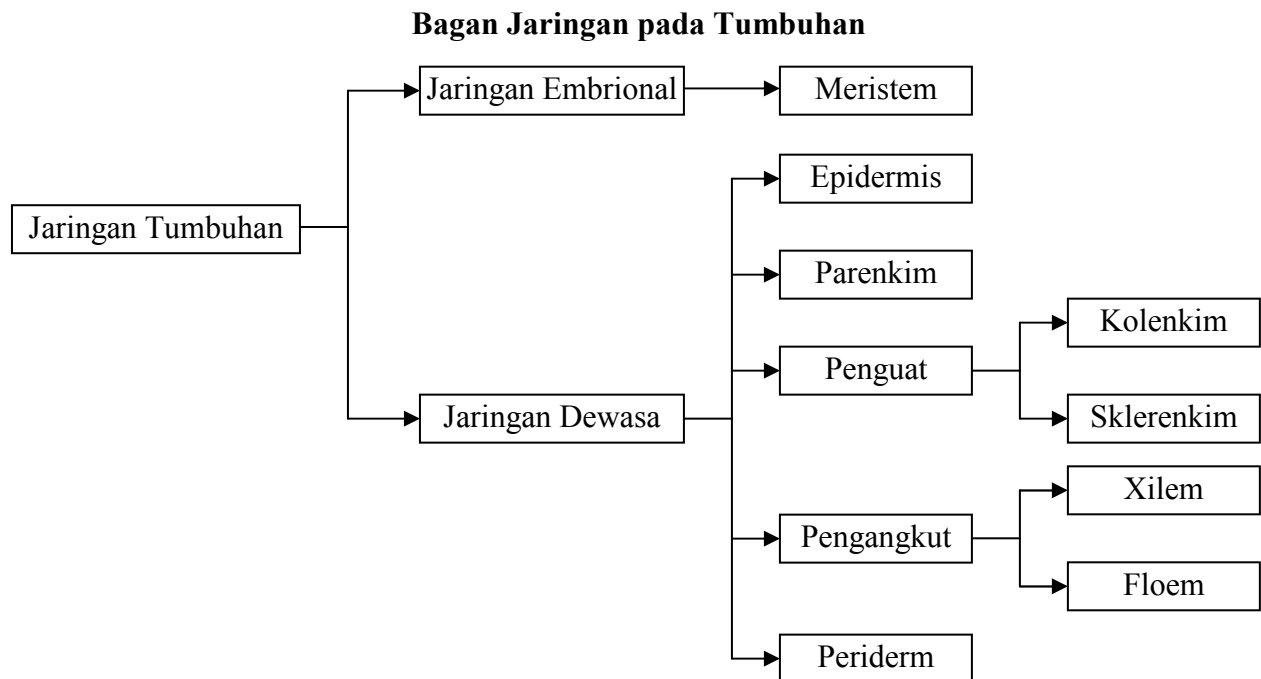 Bagan Jaringan pada Tumbuhan
Jaringan Embrional
Meristem
Epidermis
Jaringan Tumbuhan
Parenkim
Kolenkim
Penguat
Jaringan Dewasa
Sklerenkim
Xilem
Pengangkut
Floem
Periderm